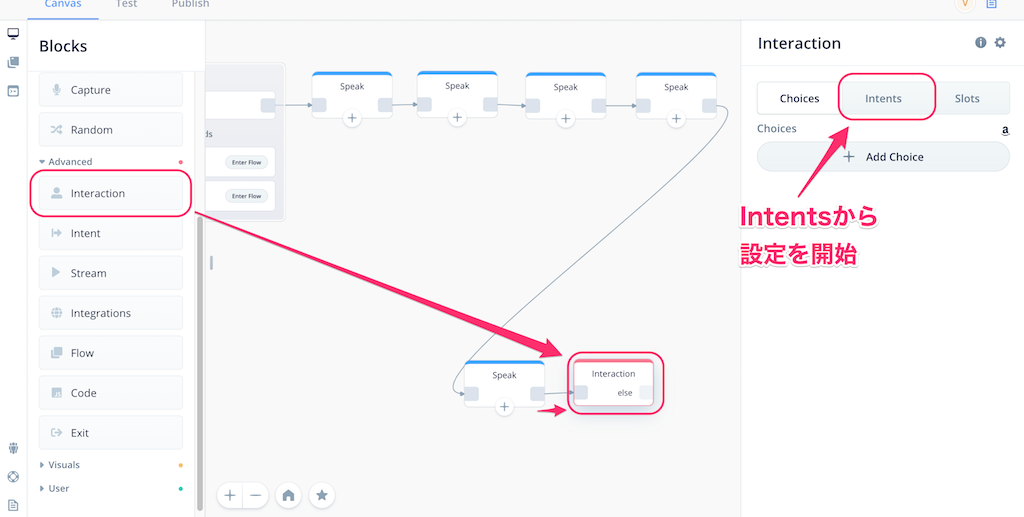 Canvas
Test
Publish
V
Blocks
Capture
Random
Advanced
Interaction
Intent
Stream
Integrations
Flow
Code
Exit
Visuals
User
ds
Enter Flow
Enter Flow
Speak
Speak
Speak
Speak
Speak
Interaction
else
Interaction
Choices
Intents
Slots
Choices
a
Add Choice
Intentsから
設定を開始